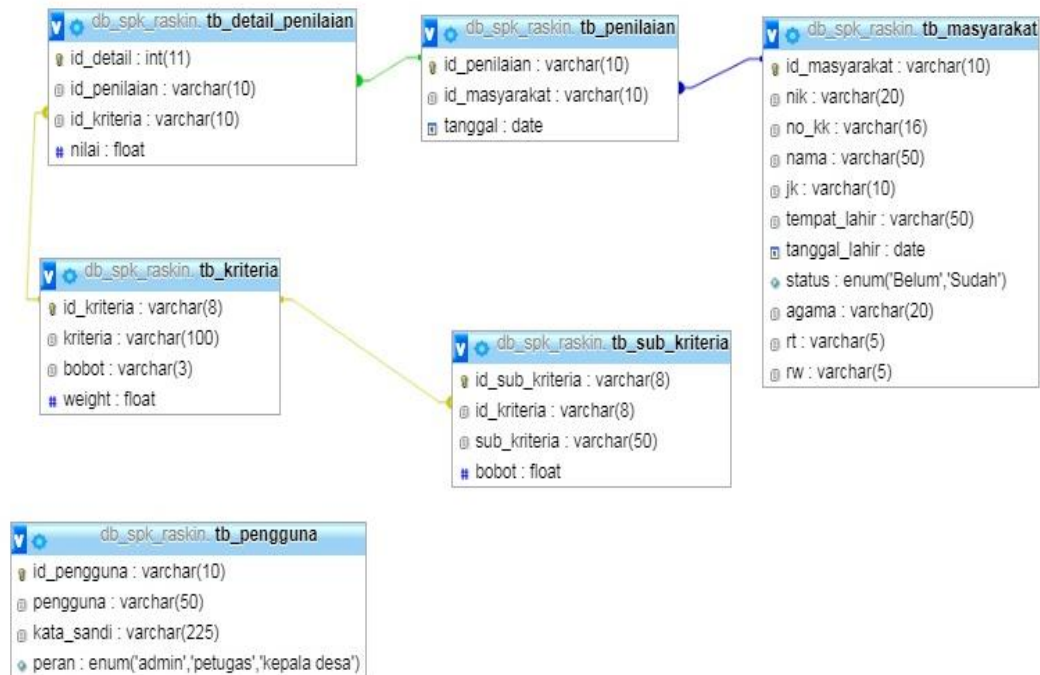 db_spk_raskin. tb_detail_penilaian
id_detail : int(11)
id_penilaian : varchar(10)
id_kriteria : varchar(10)
nilai : float
db_spk_raskin. tb_penilaian
id_penilaian : varchar(10)
id_masyarakat : varchar(10)
tanggal : date
db_spk_raskin. tb_masyarakat
id_masyarakat : varchar(10)
nik : varchar(20)
no_kk : varchar(16)
nama : varchar(50)
jk : varchar(10)
tempat_lahir : varchar(50)
tanggal_lahir : date
status : enum('Belum','Sudah')
agama : varchar(20)
rt : varchar(5)
rw : varchar(5)
db_spk_raskin. tb_kriteria
id_kriteria : varchar(8)
kriteria : varchar(100)
bobot : varchar(3)
weight : float
db_spk_raskin. tb_sub_kriteria
id_sub_kriteria : varchar(8)
id_kriteria : varchar(8)
sub_kriteria : varchar(50)
bobot : float
db_spk_raskin. tb_pengguna
id_pengguna : varchar(10)
pengguna : varchar(50)
kata_sandi : varchar(225)
peran : enum('admin','petugas','kepala desa')